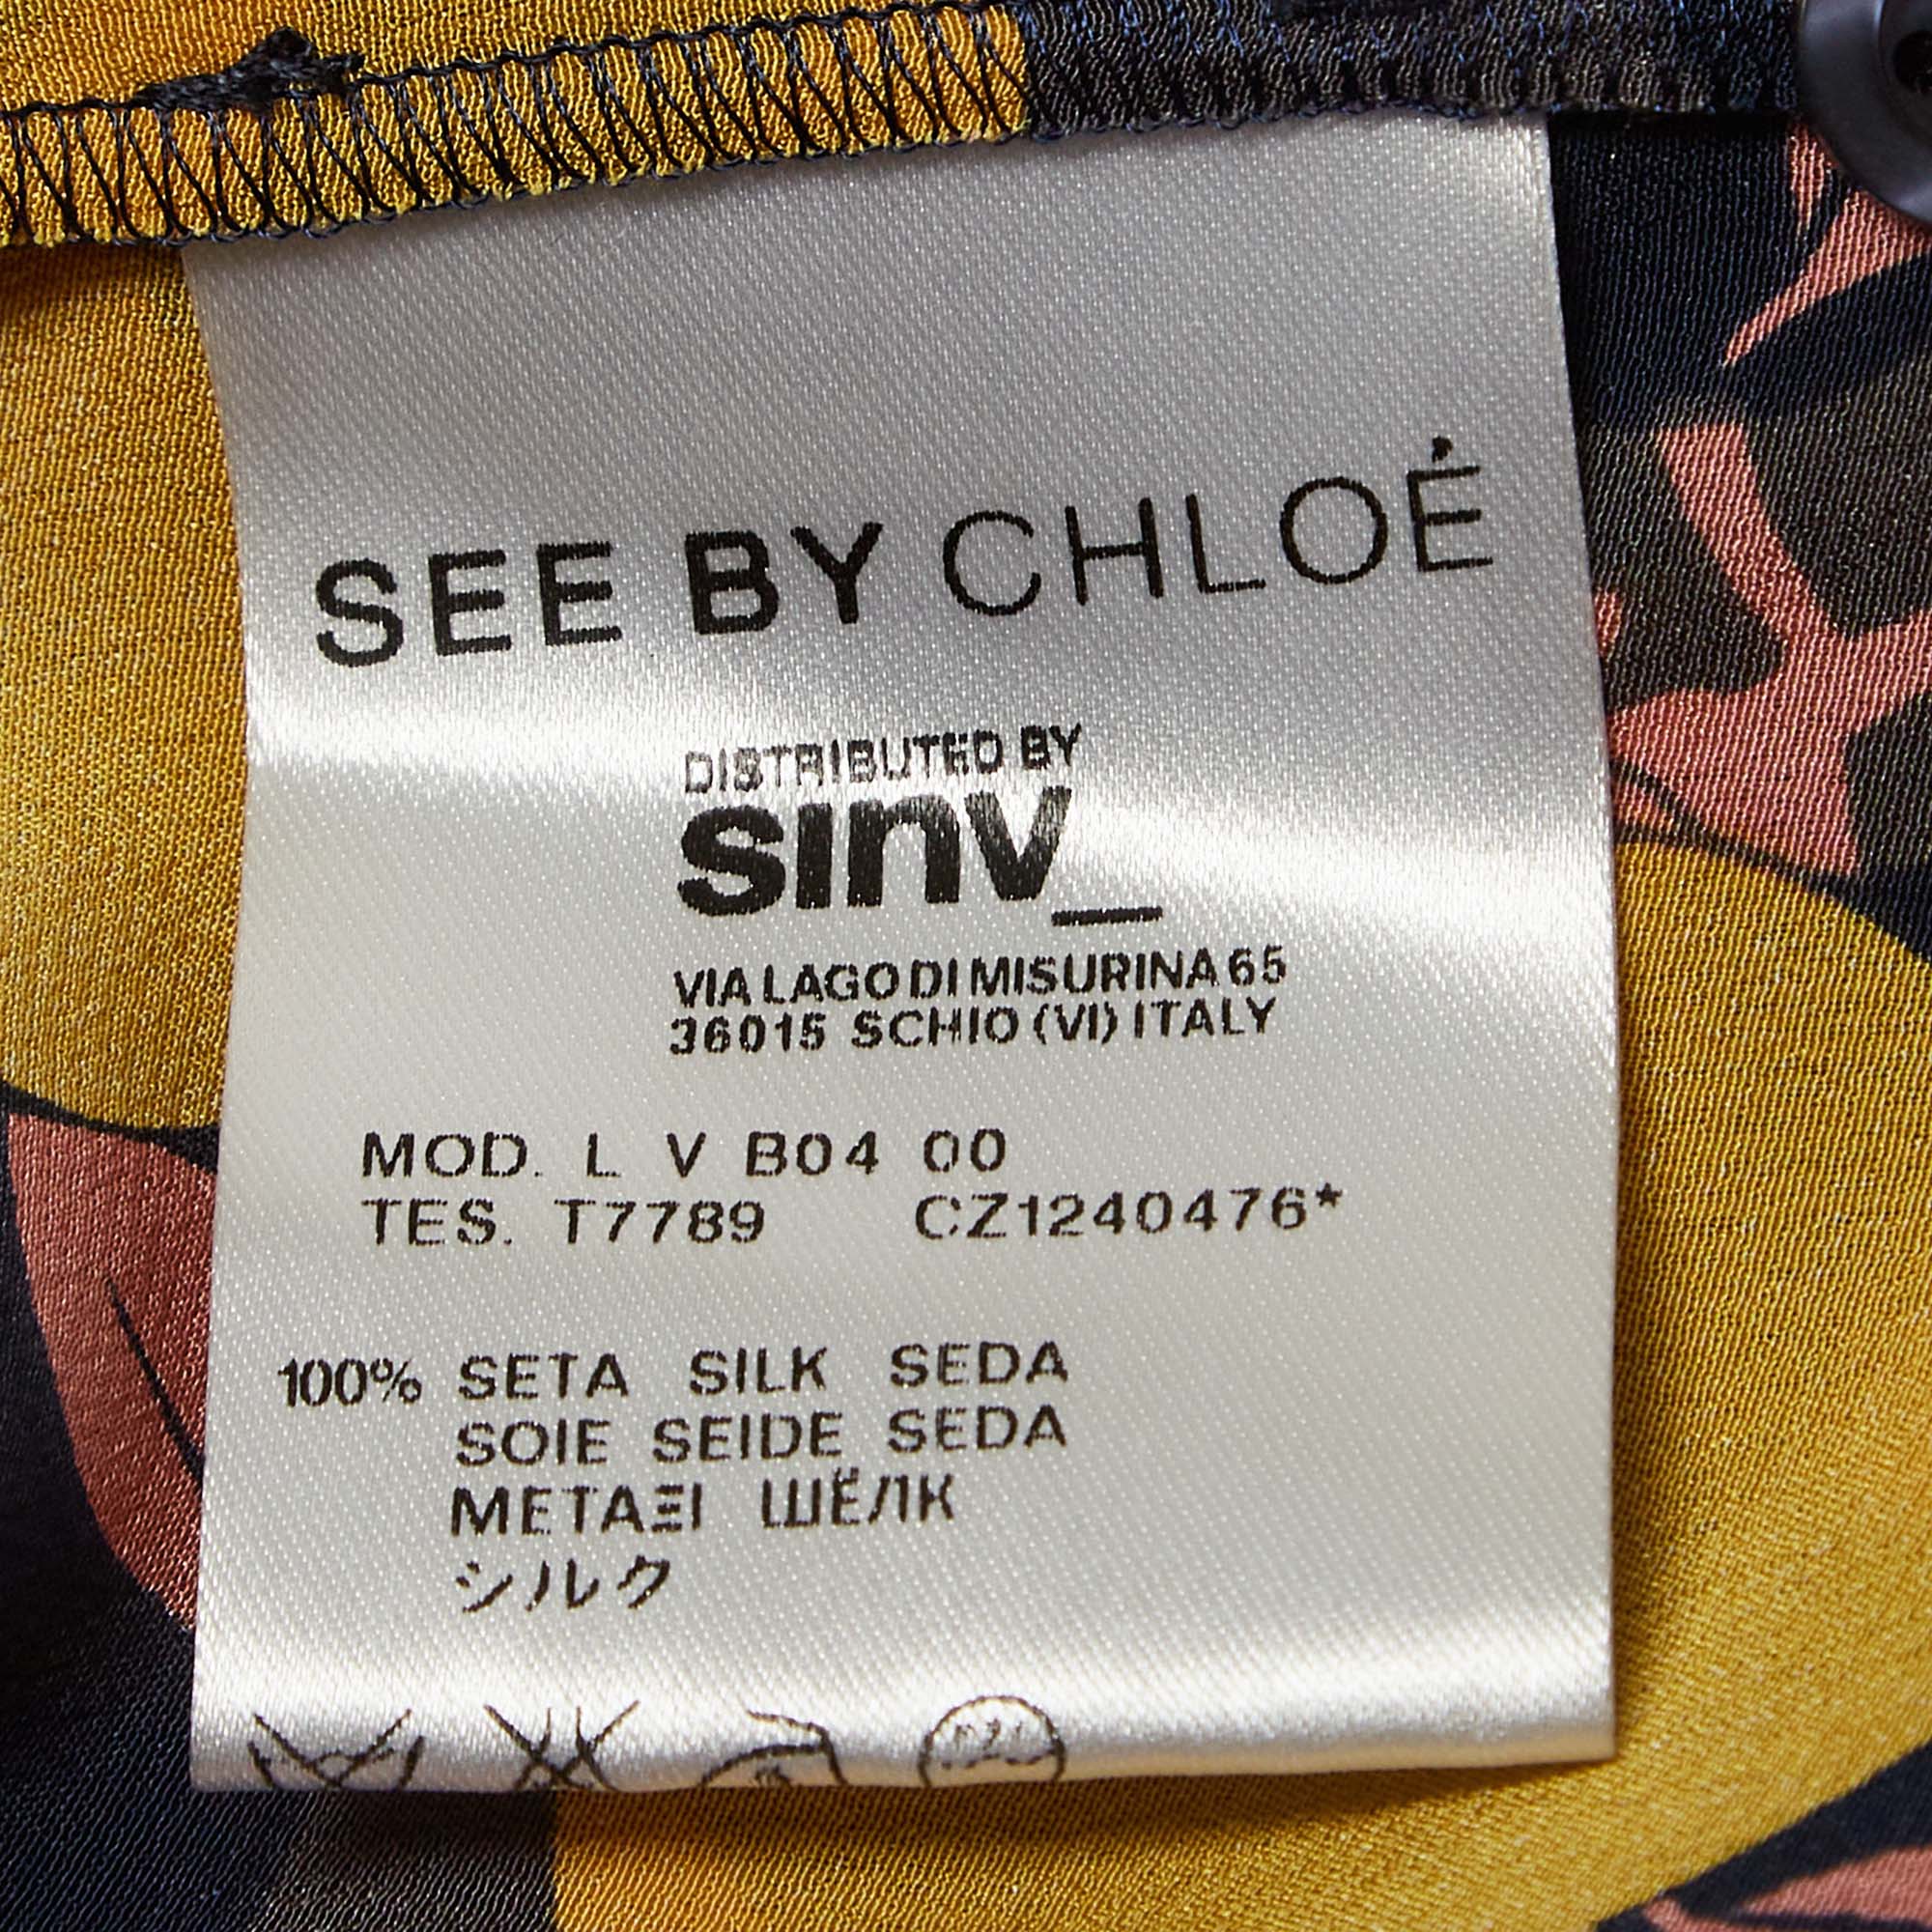 SEE BY CHLOÉ
DISTRIBUTED BY
sinv_
VIA LAGO DI MISURINA 65
36015 SCHIO (VI) ITALY
MOD. L V B04 00
TES. T7789 CZ1240476*
100% SETA SILK SEDA
SOIE SEIDE SEDA
ΜΕΤΑΞΙ ШЁЛК
シルク